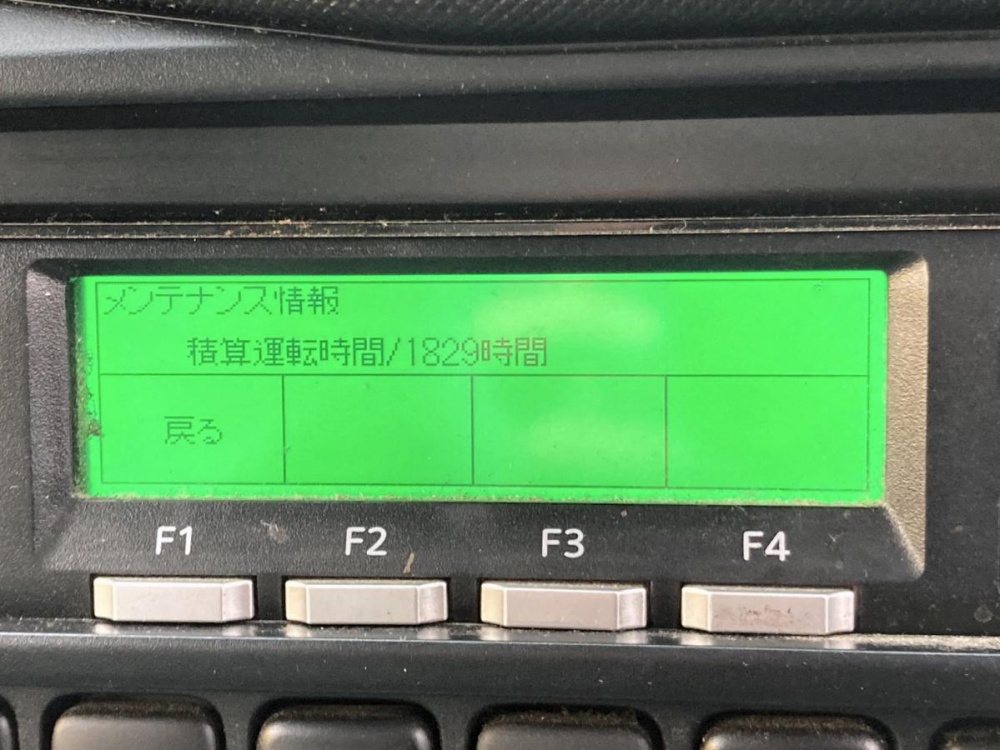 メンテナンス情報
積算運転時間/1829時間
戻る
F1 F2 F3 F4